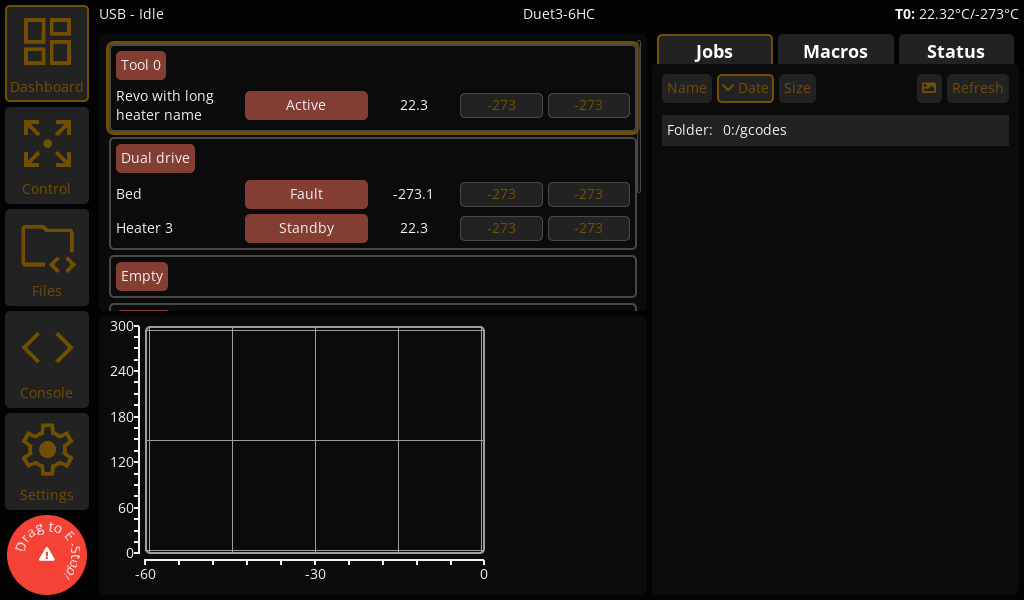 USB - Idle
Duet3-6HC
T0: 22.32°C/-273°C
Dashboard
Control
Files
Console
Settings
Drag to E-Stop!
Tool 0
Revo with long
heater name
Active
22.3
-273
-273
Dual drive
Bed
Fault
-273.1
-273
-273
Heater 3
Standby
22.3
-273
-273
Empty
300
240
180
120
60
0
-60
-30
0
Jobs
Macros
Status
Name
Date
Size
Refresh
Folder: 0:/gcodes